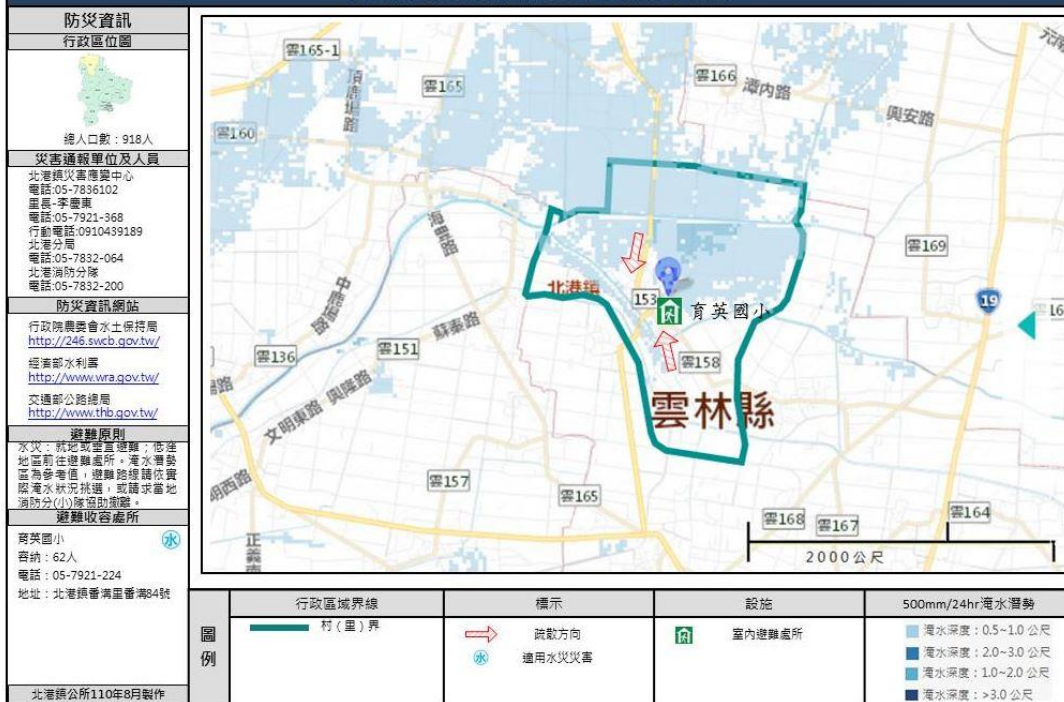 防災資訊
行政區位圖
總人口數：918人
災害通報單位及人員
北港鎮災害應變中心
電話:05-7836102
里長-李慶東
電話:05-7921-368
行動電話:0910439189
北港分局
電話:05-7832-064
北港消防分隊
電話:05-7832-200
防災資訊網站
行政院農委會水土保持局
http://246.swcb.gov.tw/
經濟部水利署
http://www.wra.gov.tw/
交通部公路總局
http://www.thb.gov.tw/
避難原則
水災：就地或垂直避難；低窪
地區前往避難處所。淹水潛勢
區為參考值，避難路線請依實
際淹水狀況挑選，或請求當地
消防分(小)隊協助撤離。
避難收容處所
育英國小
水
容納：62人
電話：05-7921-224
地址：北港鎮番溝里番溝84號
北港鎮公所110年8月製作
雲165-1
雲165
雲166
潭內路
興安路
雲160
海豐路
雲169
北港鎮
153
育英國小
19
雲136
雲151
蘇秦路
雲158
文明東路
興隆路
雲林縣
雲157
雲165
雲168
雲167
雲164
2000公尺
圖例
行政區域界線
村（里）界
標示
疏散方向
水
適用水災災害
設施
室內避難處所
500mm/24hr淹水潛勢
淹水深度：0.5~1.0 公尺
淹水深度：2.0~3.0 公尺
淹水深度：1.0~2.0 公尺
淹水深度：>3.0 公尺